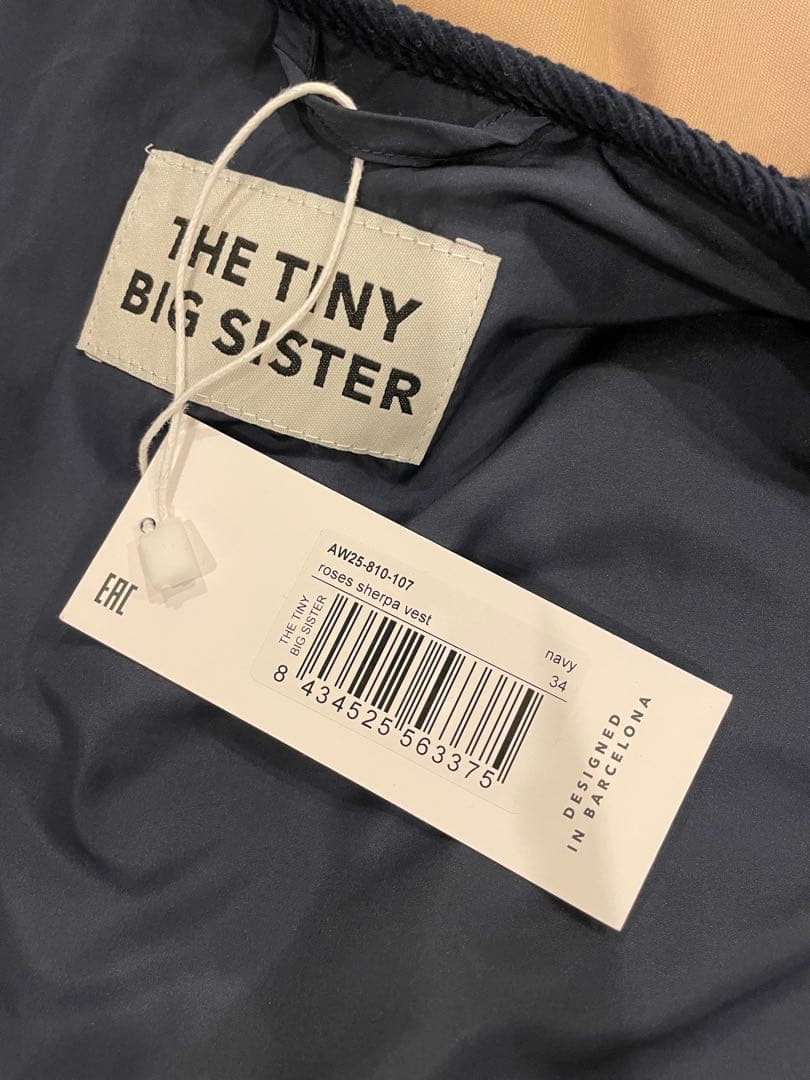 THE TINY
BIG SISTER
EAC
AW25-810-107
roses sherpa vest
THE TINY
BIG SISTER
navy
34
8 434525 563375
DESIGNED
IN BARCELONA